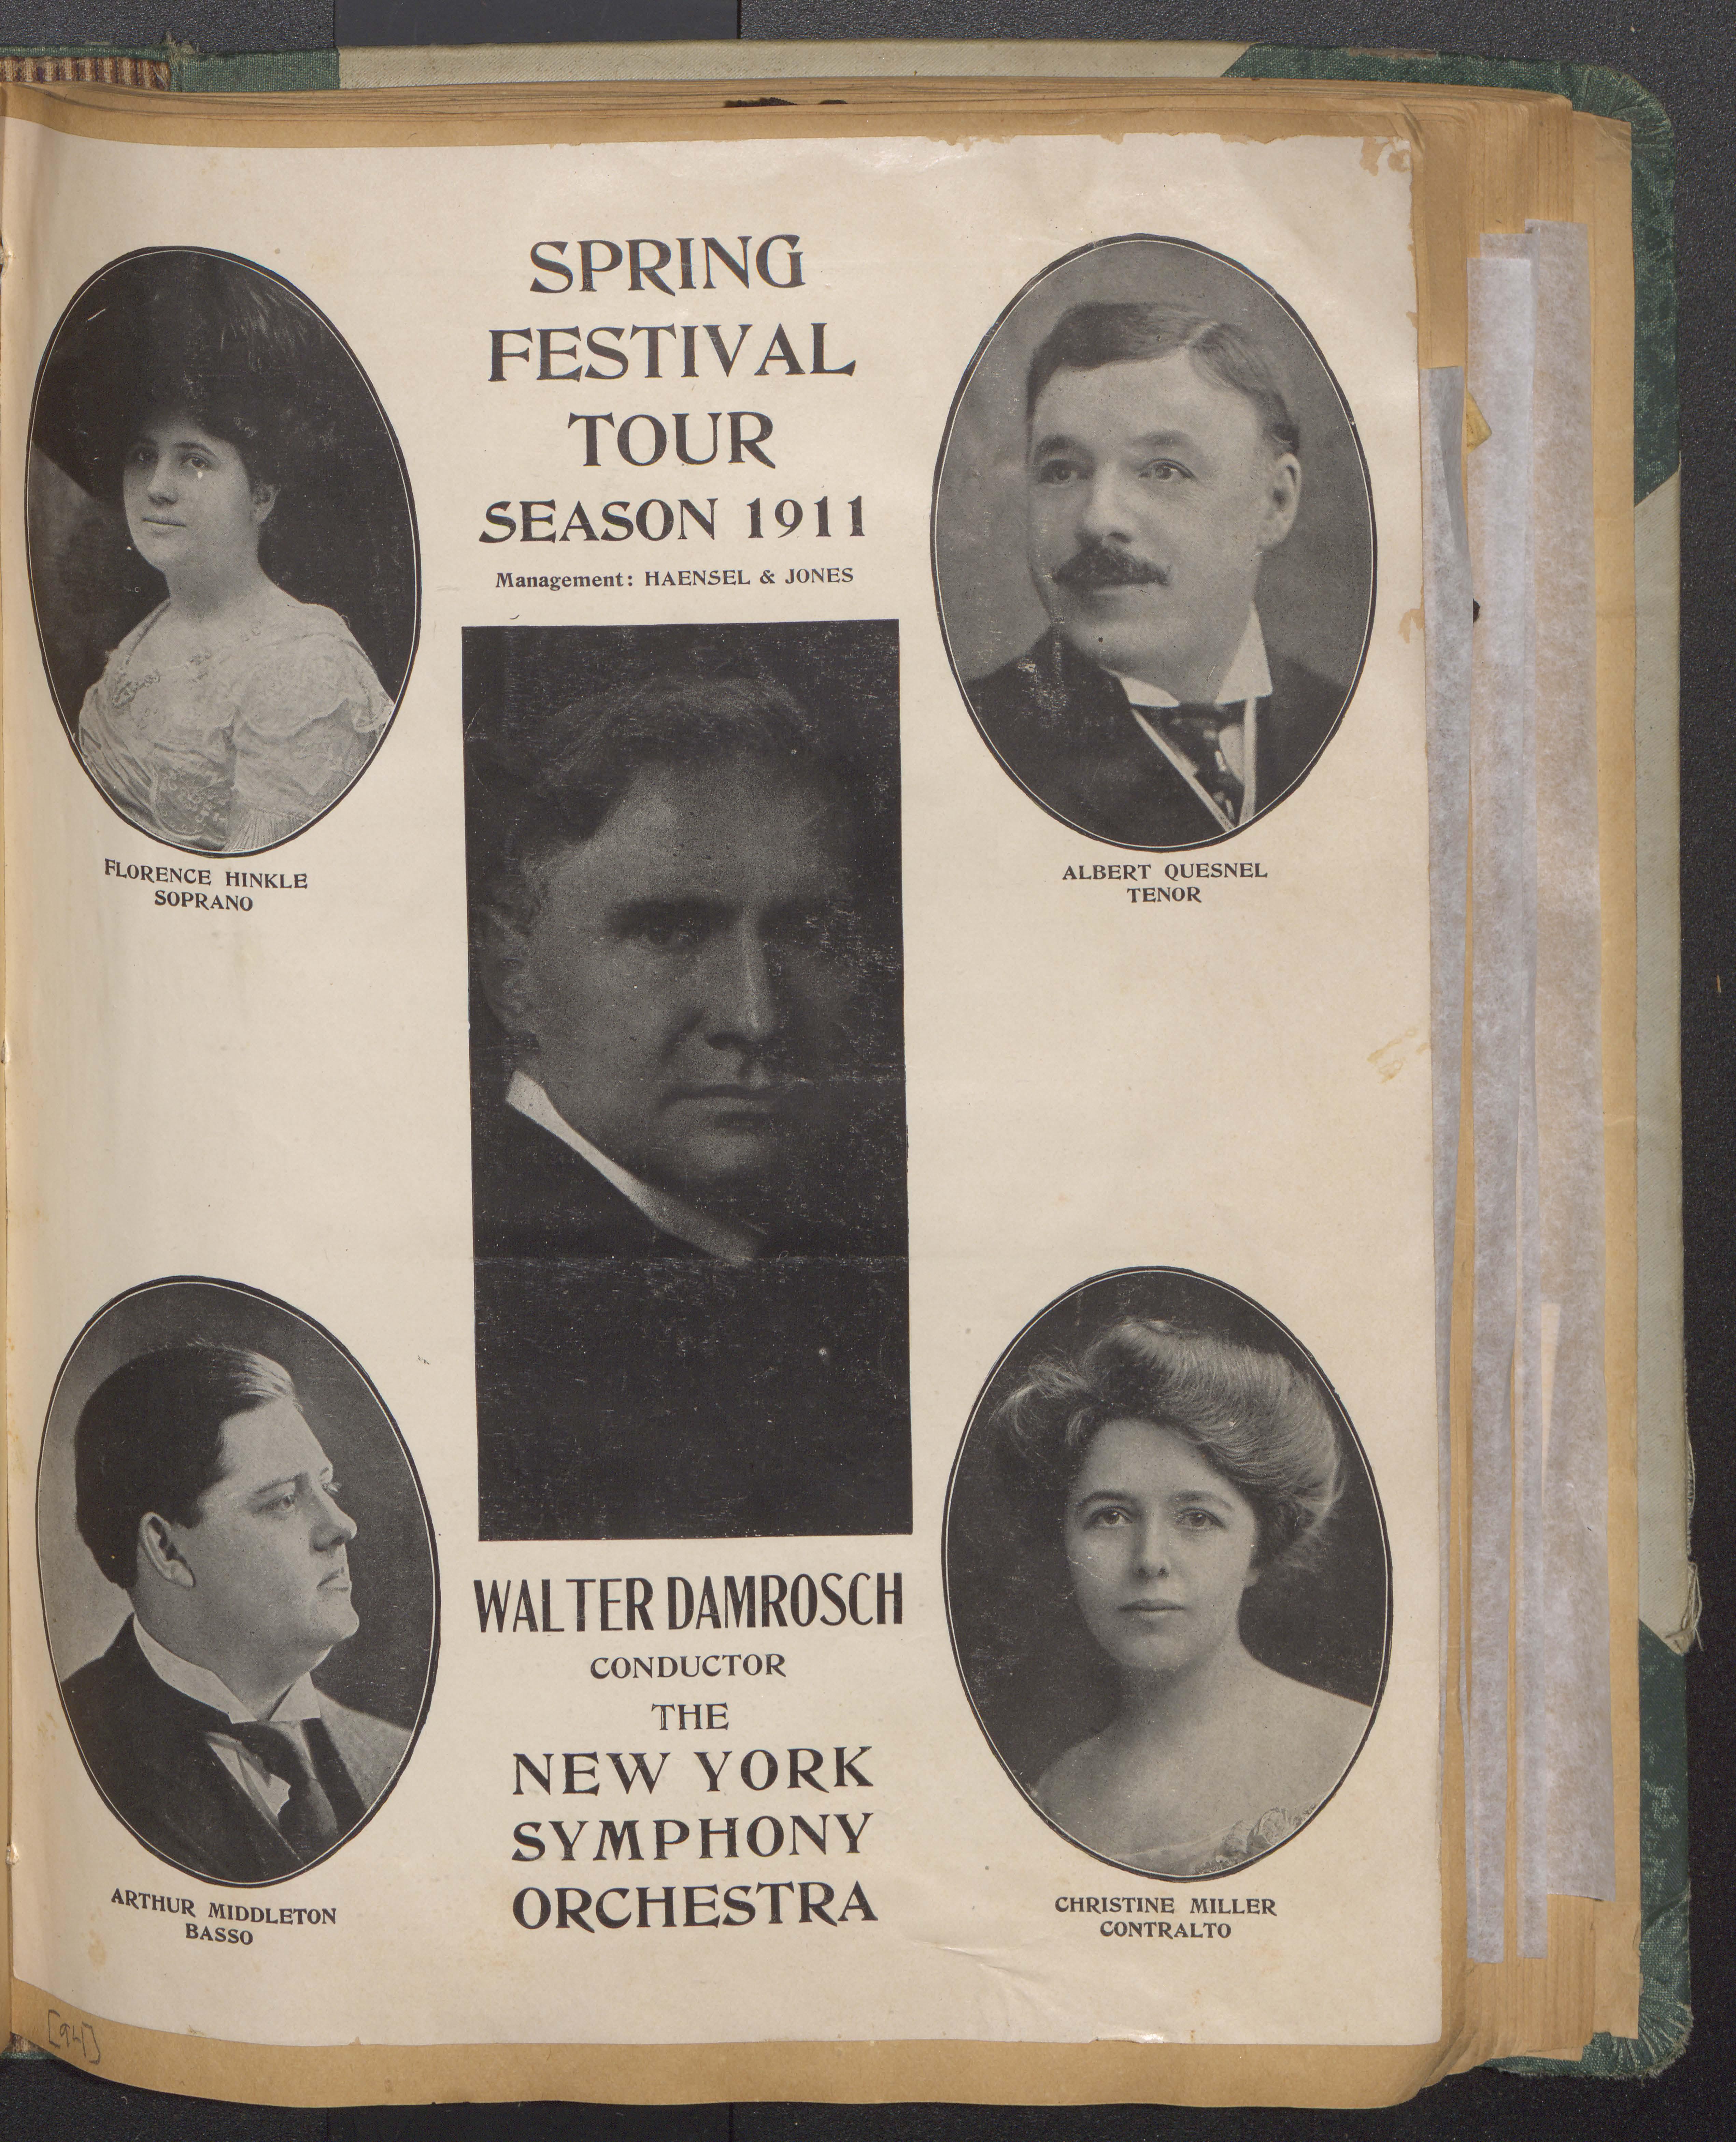 SPRING
FESTIVAL
TOUR
SEASON 1911
Management: HAENSEL & JONES
FLORENCE HINKLE
SOPRANO
ALBERT QUESNEL
TENOR
WALTER DAMROSCH
CONDUCTOR
THE
NEW YORK
SYMPHONY
ORCHESTRA
ARTHUR MIDDLETON
BASSO
CHRISTINE MILLER
CONTRALTO
[94]